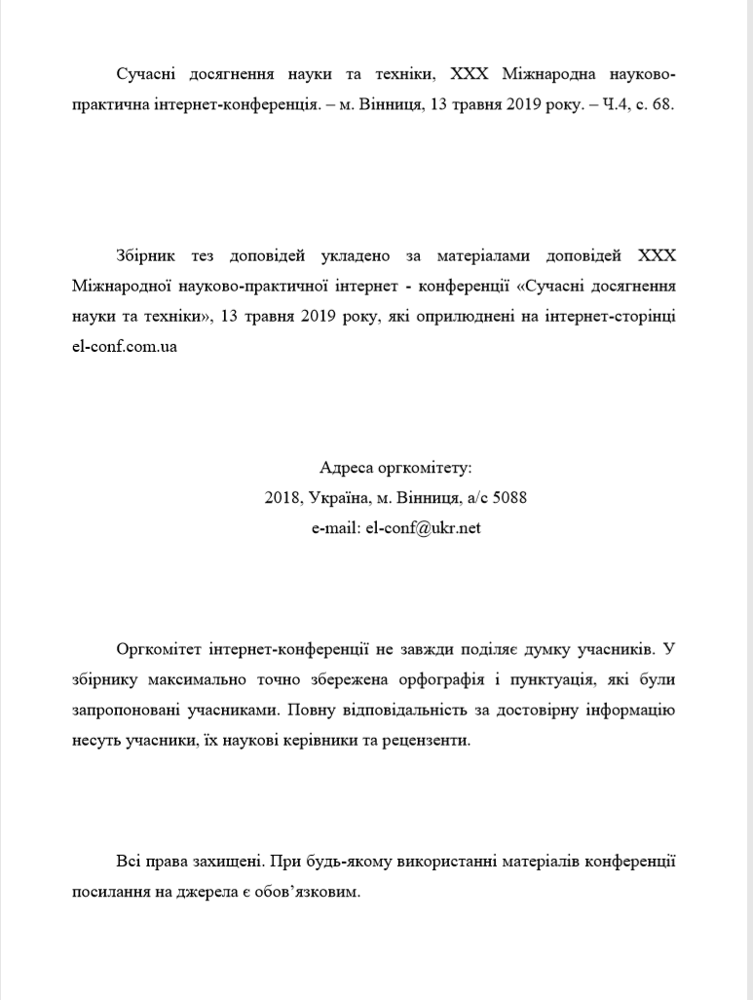 Сучасні досягнення науки та техніки, XXX Міжнародна науково-
практична інтернет-конференція. – м. Вінниця, 13 травня 2019 року. – Ч.4, с. 68.
Збірник тез доповідей укладено за матеріалами доповідей XXX
Міжнародної науково-практичної інтернет - конференції «Сучасні досягнення
науки та техніки», 13 травня 2019 року, які оприлюднені на інтернет-сторінці
el-conf.com.ua
Адреса оргкомітету:
2018, Україна, м. Вінниця, а/с 5088
e-mail: el-conf@ukr.net
Оргкомітет інтернет-конференції не завжди поділяє думку учасників. У
збірнику максимально точно збережена орфографія і пунктуація, які були
запропоновані учасниками. Повну відповідальність за достовірну інформацію
несуть учасники, їх наукові керівники та рецензенти.
Всі права захищені. При будь-якому використанні матеріалів конференції
посилання на джерела є обов’язковим.